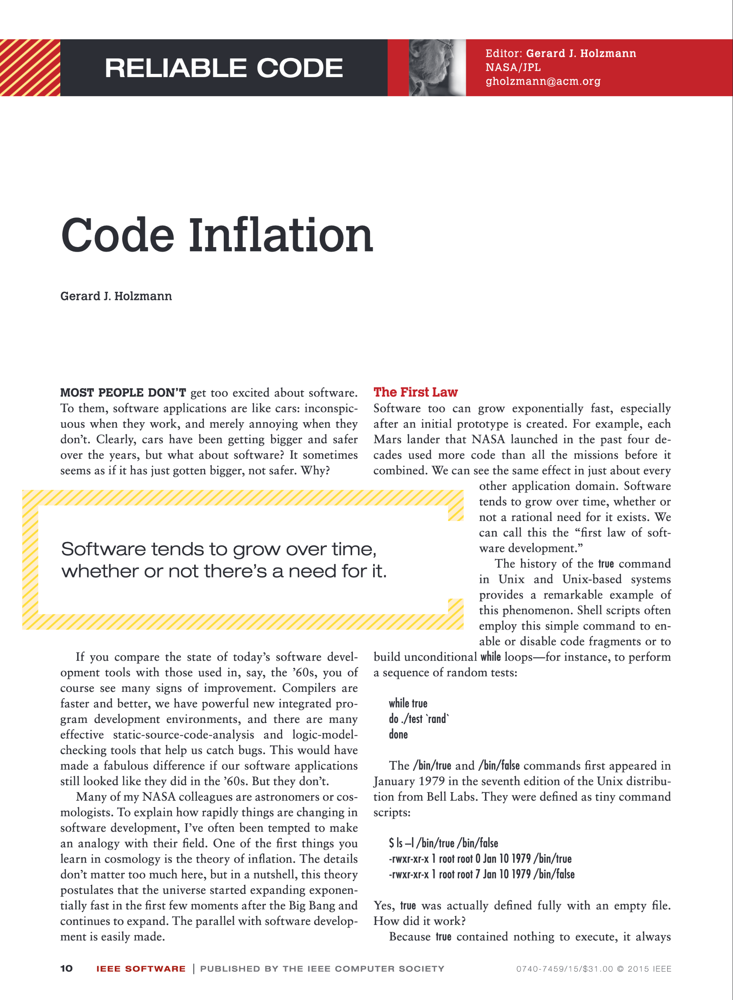 RELIABLE CODE
Editor: Gerard J. Holzmann
NASA/JPL
gholzmann@acm.org
Code Inflation
Gerard J. Holzmann
MOST PEOPLE DON’T get too excited about software.
To them, software applications are like cars: inconspic-
uous when they work, and merely annoying when they
don’t. Clearly, cars have been getting bigger and safer
over the years, but what about software? It sometimes
seems as if it has just gotten bigger, not safer. Why?
Software tends to grow over time,
whether or not there’s a need for it.
If you compare the state of today’s software devel-
opment tools with those used in, say, the ’60s, you of
course see many signs of improvement. Compilers are
faster and better, we have powerful new integrated pro-
gram development environments, and there are many
effective static-source-code-analysis and logic-model-
checking tools that help us catch bugs. This would have
made a fabulous difference if our software applications
still looked like they did in the ’60s. But they don’t.
Many of my NASA colleagues are astronomers or cos-
mologists. To explain how rapidly things are changing in
software development, I’ve often been tempted to make
an analogy with their field. One of the first things you
learn in cosmology is the theory of inflation. The details
don’t matter too much here, but in a nutshell, this theory
postulates that the universe started expanding exponen-
tially fast in the first few moments after the Big Bang and
continues to expand. The parallel with software develop-
ment is easily made.
The First Law
Software too can grow exponentially fast, especially
after an initial prototype is created. For example, each
Mars lander that NASA launched in the past four de-
cades used more code than all the missions before it
combined. We can see the same effect in just about every
other application domain. Software
tends to grow over time, whether or
not a rational need for it exists. We
can call this the “first law of soft-
ware development.”
The history of the true command
in Unix and Unix-based systems
provides a remarkable example of
this phenomenon. Shell scripts often
employ this simple command to en-
able or disable code fragments or to
build unconditional while loops—for instance, to perform
a sequence of random tests:
while true
do ./test `rand`
done
The /bin/true and /bin/false commands first appeared in
January 1979 in the seventh edition of the Unix distribu-
tion from Bell Labs. They were defined as tiny command
scripts:
$ ls –l /bin/true /bin/false
-rwxr-xr-x 1 root root 0 Jan 10 1979 /bin/true
-rwxr-xr-x 1 root root 7 Jan 10 1979 /bin/false
Yes, true was actually defined fully with an empty file.
How did it work?
Because true contained nothing to execute, it always
10 IEEE SOFTWARE | PUBLISHED BY THE IEEE COMPUTER SOCIETY
0740-7459/15/$31.00 © 2015 IEEE